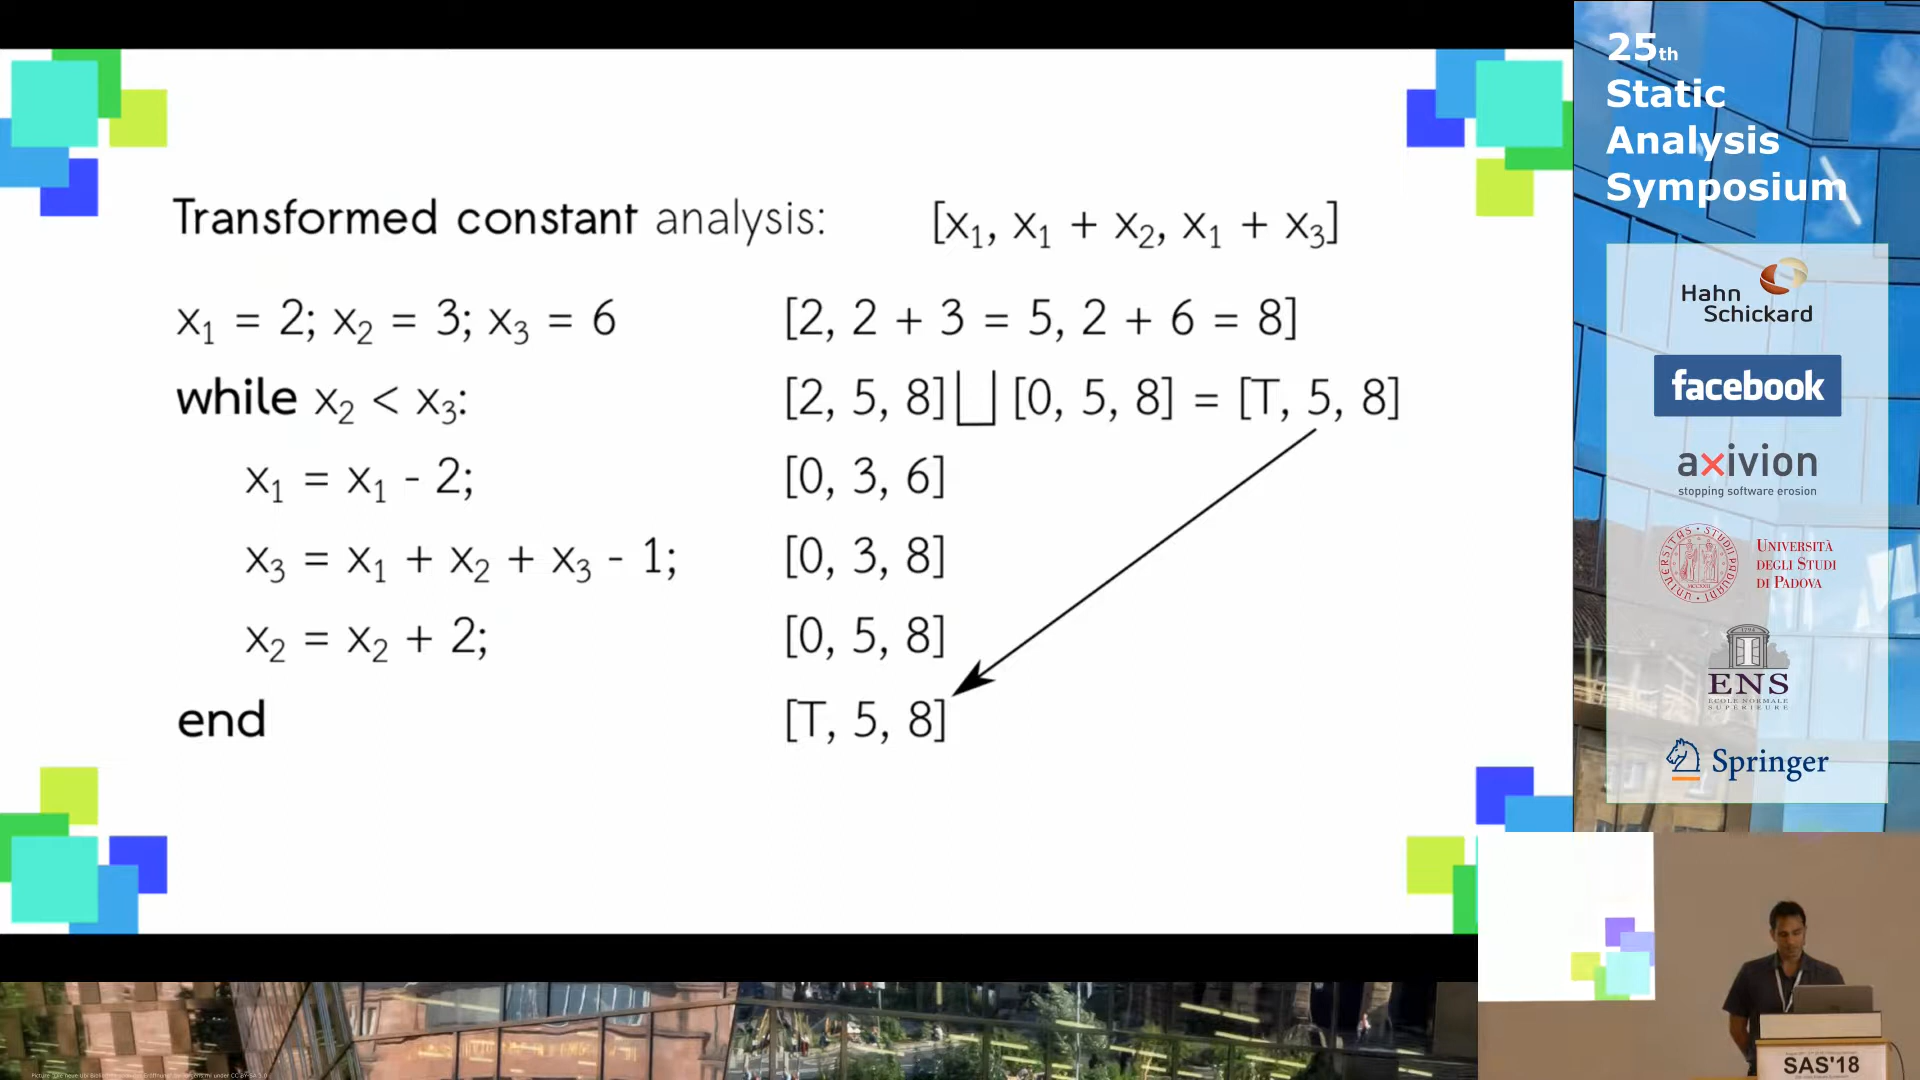 Transformed constant analysis: [x₁, x₁ + x₂, x₁ + x₃]
x₁ = 2; x₂ = 3; x₃ = 6 [2, 2 + 3 = 5, 2 + 6 = 8]
while x₂ < x₃: [2, 5, 8] ⨆ [0, 5, 8] = [T, 5, 8]
x₁ = x₁ - 2; [0, 3, 6]
x₃ = x₁ + x₂ + x₃ - 1; [0, 3, 8]
x₂ = x₂ + 2; [0, 5, 8]
end [T, 5, 8]
25th
Static
Analysis
Symposium
Hahn
Schickard
facebook
axivion
stopping software erosion
UNIVERSITÀ
DEGLI STUDI
DI PADOVA
ENS
ÉCOLE NORMALE
SUPÉRIEURE
Springer
SAS'18